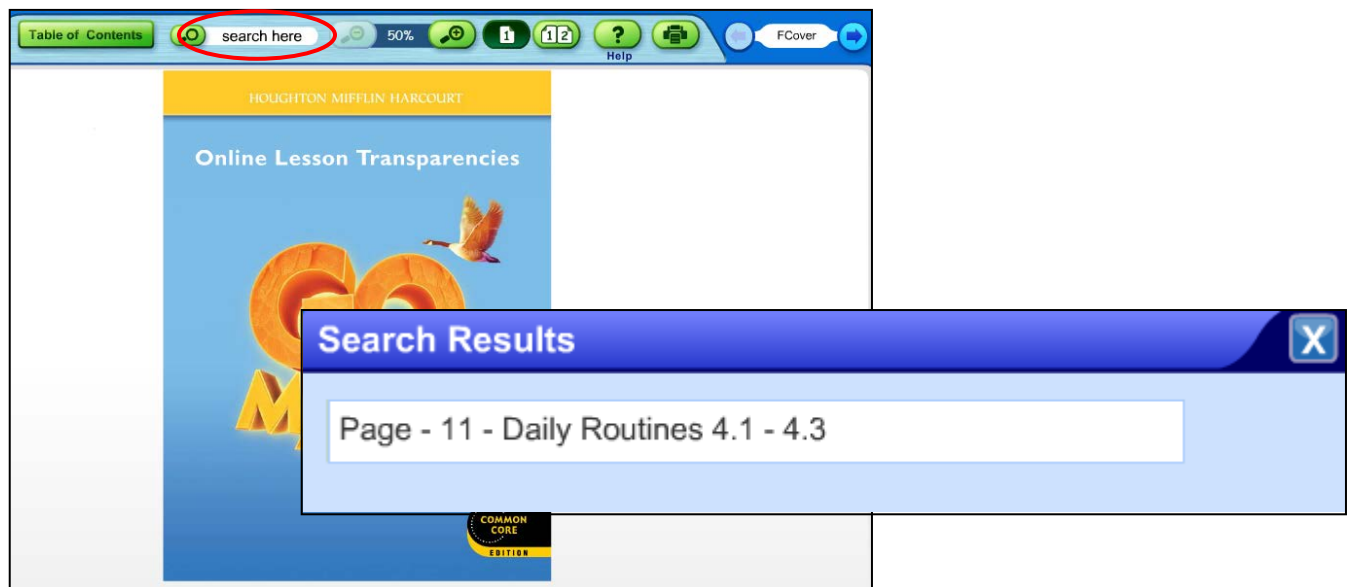 Table of Contents
search here
50%
1
1 2
?
Help
FCover
HOUGHTON MIFFLIN HARCOURT
Online Lesson Transparencies
GO
M
Search Results
X
Page - 11 - Daily Routines 4.1 - 4.3
COMMON
CORE
EDITION